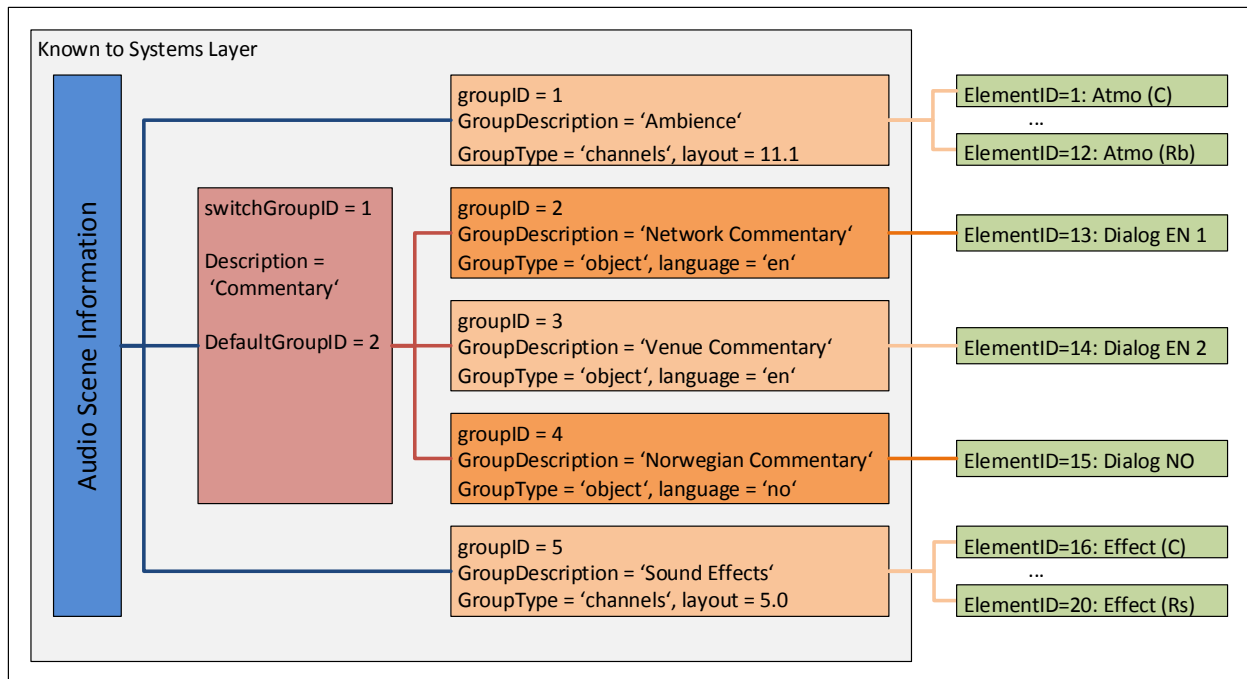 Known to Systems Layer
Audio Scene Information
switchGroupID = 1
Description =
‘Commentary‘
DefaultGroupID = 2
groupID = 1
GroupDescription = ‘Ambience‘
GroupType = ‘channels‘, layout = 11.1
groupID = 2
GroupDescription = ‘Network Commentary‘
GroupType = ‘object‘, language = ‘en‘
groupID = 3
GroupDescription = ‘Venue Commentary‘
GroupType = ‘object‘, language = ‘en‘
groupID = 4
GroupDescription = ‘Norwegian Commentary‘
GroupType = ‘object‘, language = ‘no‘
groupID = 5
GroupDescription = ‘Sound Effects‘
GroupType = ‘channels‘, layout = 5.0
ElementID=1: Atmo (C)
...
ElementID=12: Atmo (Rb)
ElementID=13: Dialog EN 1
ElementID=14: Dialog EN 2
ElementID=15: Dialog NO
ElementID=16: Effect (C)
...
ElementID=20: Effect (Rs)